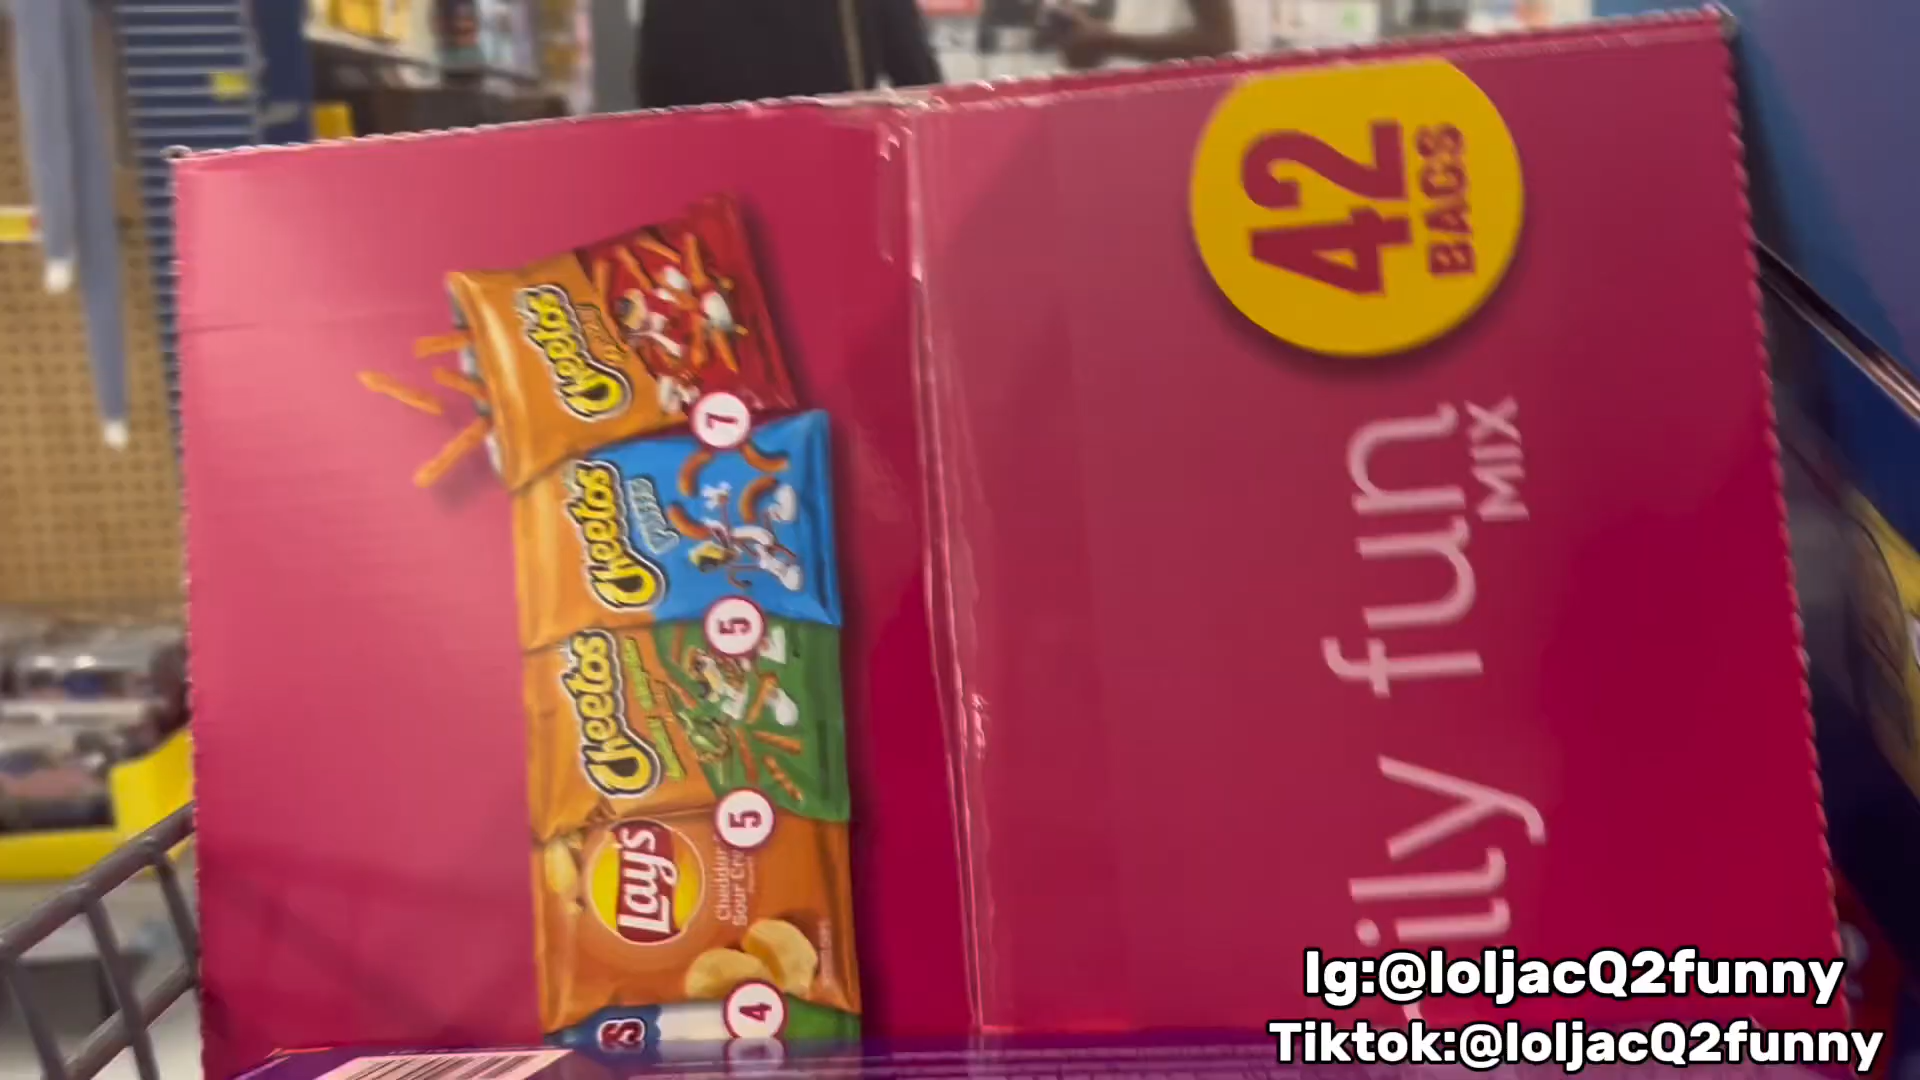 42
BAGS
ily fun
MIX
Cheetos
7
Cheetos
Puffs
5
Cheetos
5
Lay's
Cheddar
Sour Cre
4
Ig:@loljacQ2funny
Tiktok:@loljacQ2funny